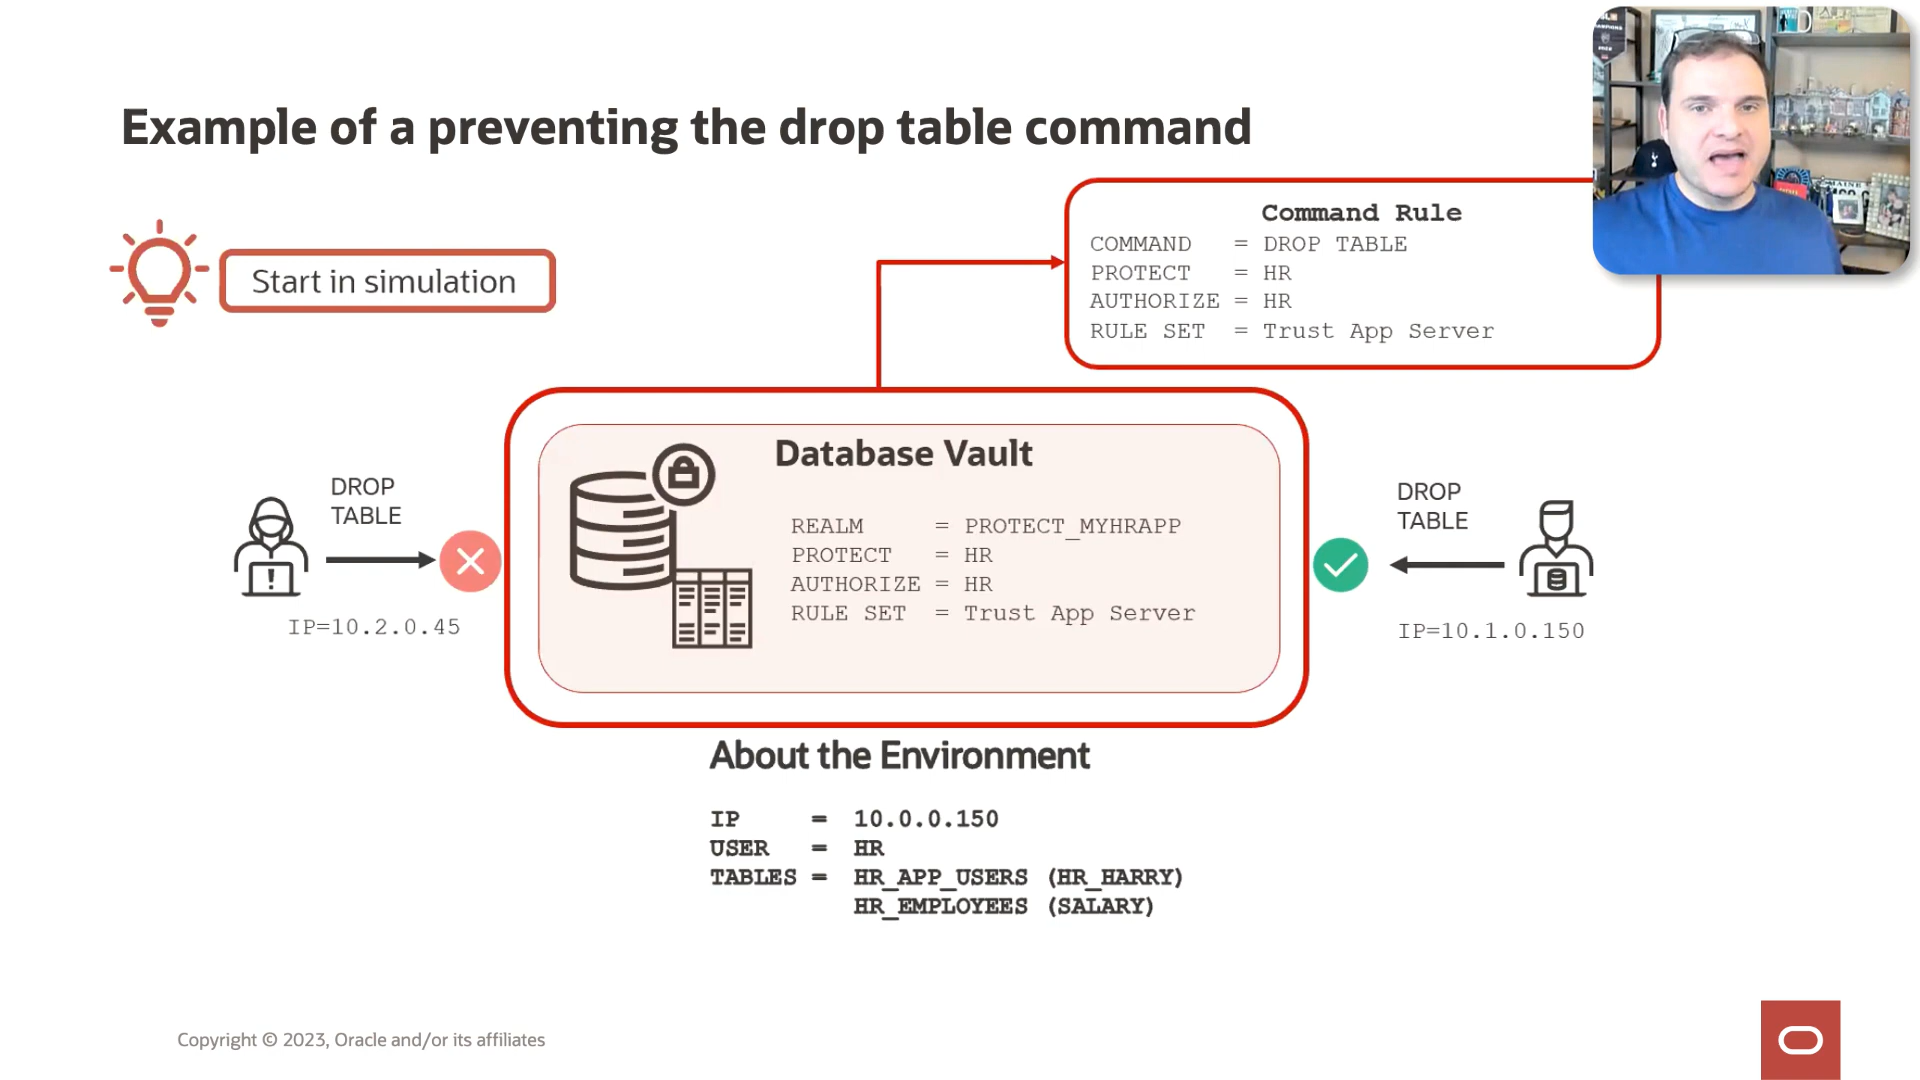 Example of a preventing the drop table command
Start in simulation
Command Rule
COMMAND = DROP TABLE
PROTECT = HR
AUTHORIZE = HR
RULE SET = Trust App Server
Database Vault
REALM = PROTECT_MYHRAPP
PROTECT = HR
AUTHORIZE = HR
RULE SET = Trust App Server
DROP
TABLE
!
IP=10.2.0.45
DROP
TABLE
IP=10.1.0.150
About the Environment
IP = 10.0.0.150
USER = HR
TABLES = HR_APP_USERS (HR_HARRY)
HR_EMPLOYEES (SALARY)
Copyright © 2023, Oracle and/or its affiliates